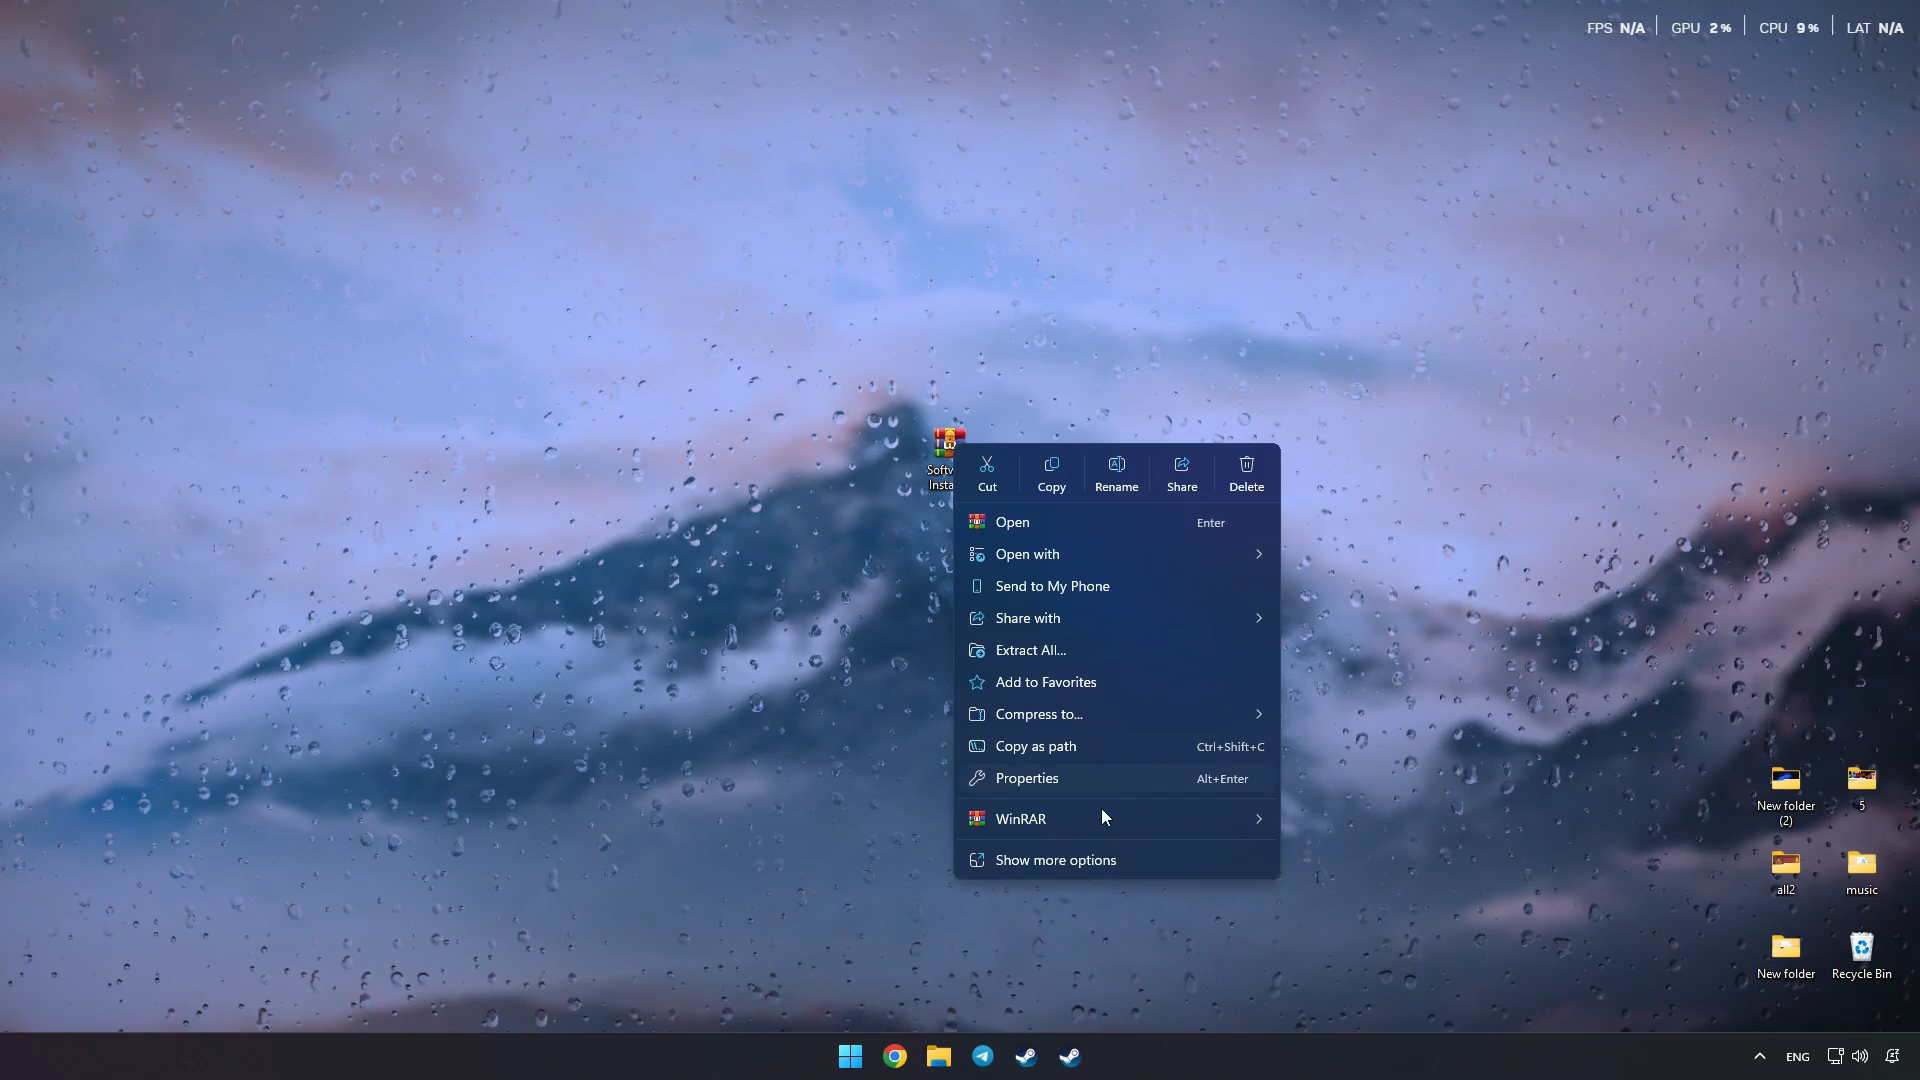 FPS N/A GPU 2% CPU 9% LAT N/A
Cut Copy Rename Share Delete
Open Enter
Open with
Send to My Phone
Share with
Extract All...
Add to Favorites
Compress to...
Copy as path Ctrl+Shift+C
Properties Alt+Enter
WinRAR
Show more options
New folder (2)
5
all2
music
New folder
Recycle Bin
ENG